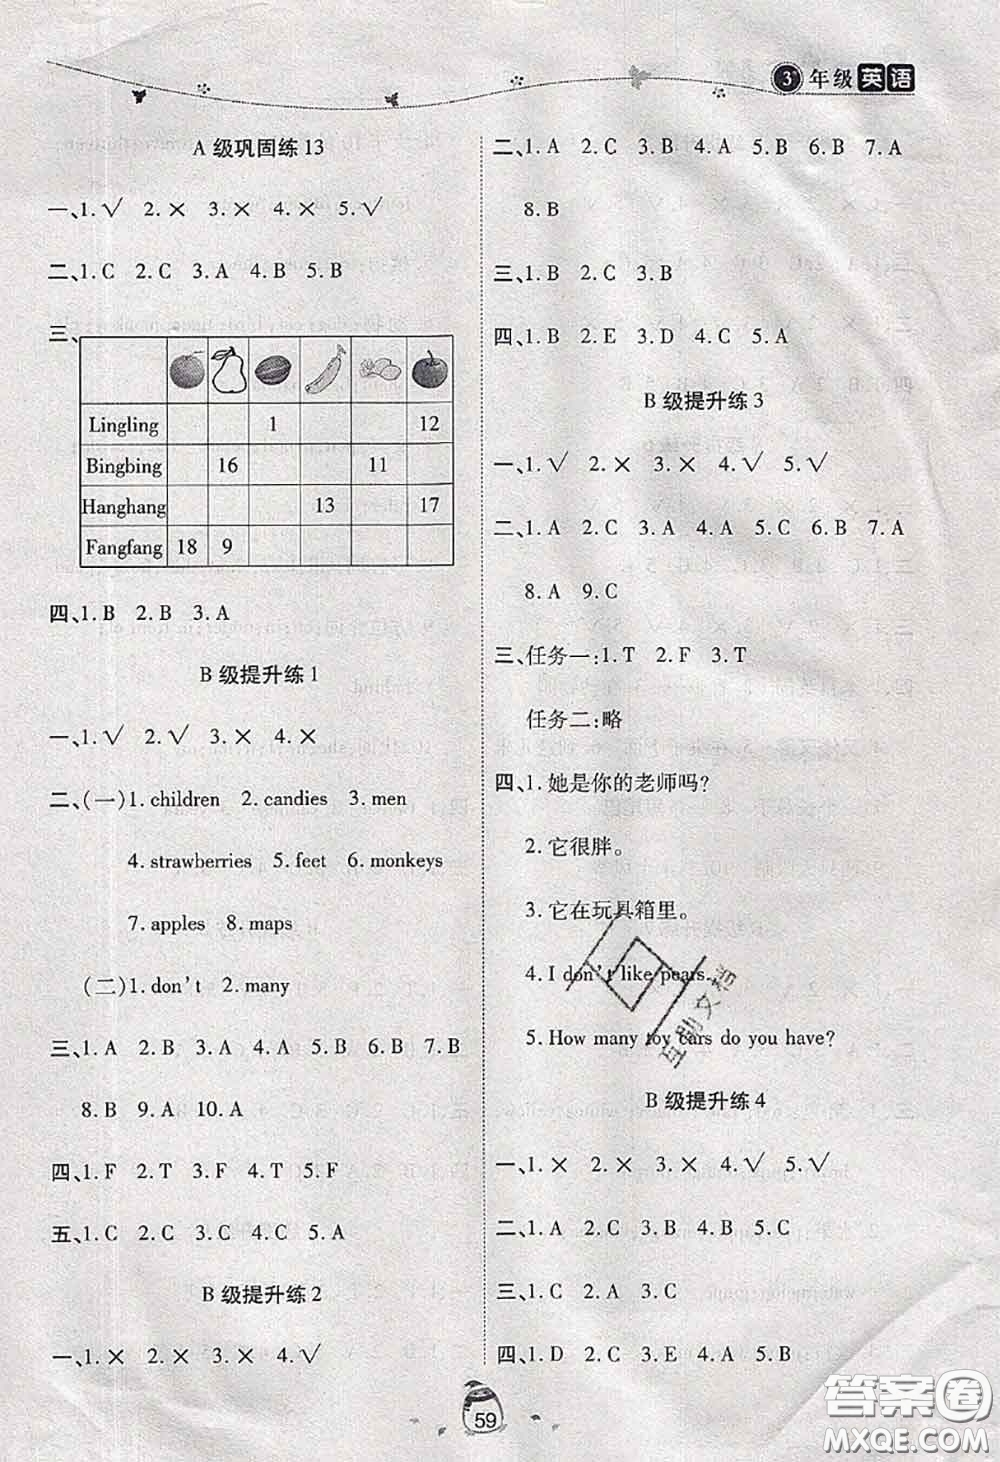 3年级 英语
A 级巩固练 13
一、1.√ 2.× 3.× 4.× 5.√
二、1.C 2.C 3.A 4.B 5.B
三、
Lingling 1 12
Bingbing 16 11
Hanghang 13 17
Fangfang 18 9
四、1.B 2.B 3.A
B 级提升练 1
一、1.√ 2.√ 3.× 4.×
二、(一)1. children 2. candies 3. men
4. strawberries 5. feet 6. monkeys
7. apples 8. maps
(二)1. don't 2. many
三、1.A 2.B 3.A 4.A 5.B 6.B 7.B
8.B 9.A 10.A
四、1.F 2.T 3.F 4.T 5.F
五、1.C 2.C 3.C 4.C 5.A
B 级提升练 2
一、1.× 2.× 3.× 4.√
二、1.A 2.C 3.B 4.A 5.B 6.B 7.A
8.B
三、1.B 2.C 3.B
四、1.B 2.E 3.D 4.C 5.A
B 级提升练 3
一、1.√ 2.× 3.× 4.√ 5.√
二、1.A 2.C 3.A 4.A 5.C 6.B 7.A
8.A 9.C
三、任务一:1.T 2.F 3.T
任务二:略
四、1.她是你的老师吗?
2.它很胖。
3.它在玩具箱里。
4. I don't like pears.
5. How many toy cars do you have?
B 级提升练 4
一、1.× 2.× 3.× 4.√ 5.√
二、1.A 2.C 3.B 4.B 5.C
三、1.C 2.B 3.A 4.C 5.C
四、1.D 2.C 3.E 4.A 5.B
59
互助文档
答案圈
MXQE.COM